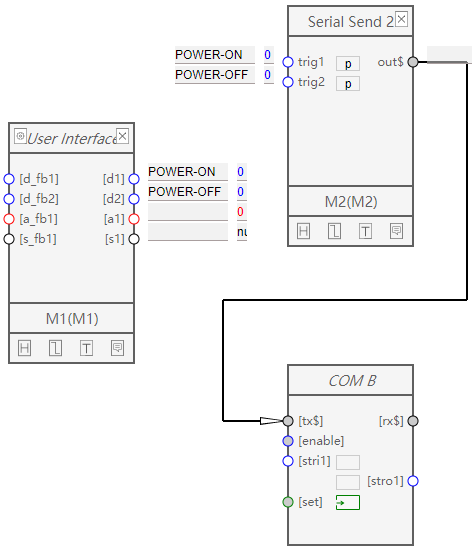 Serial Send 2
POWER-ON 0
POWER-OFF 0
trig1 p out$
trig2 p
M2(M2)
H T
User Interface
[d_fb1] [d1] POWER-ON 0
[d_fb2] [d2] POWER-OFF 0
[a_fb1] [a1] 0
[s_fb1] [s1] nu
M1(M1)
H T
COM B
[tx$] [rx$]
[enable]
[stri1]
[stro1]
[set]